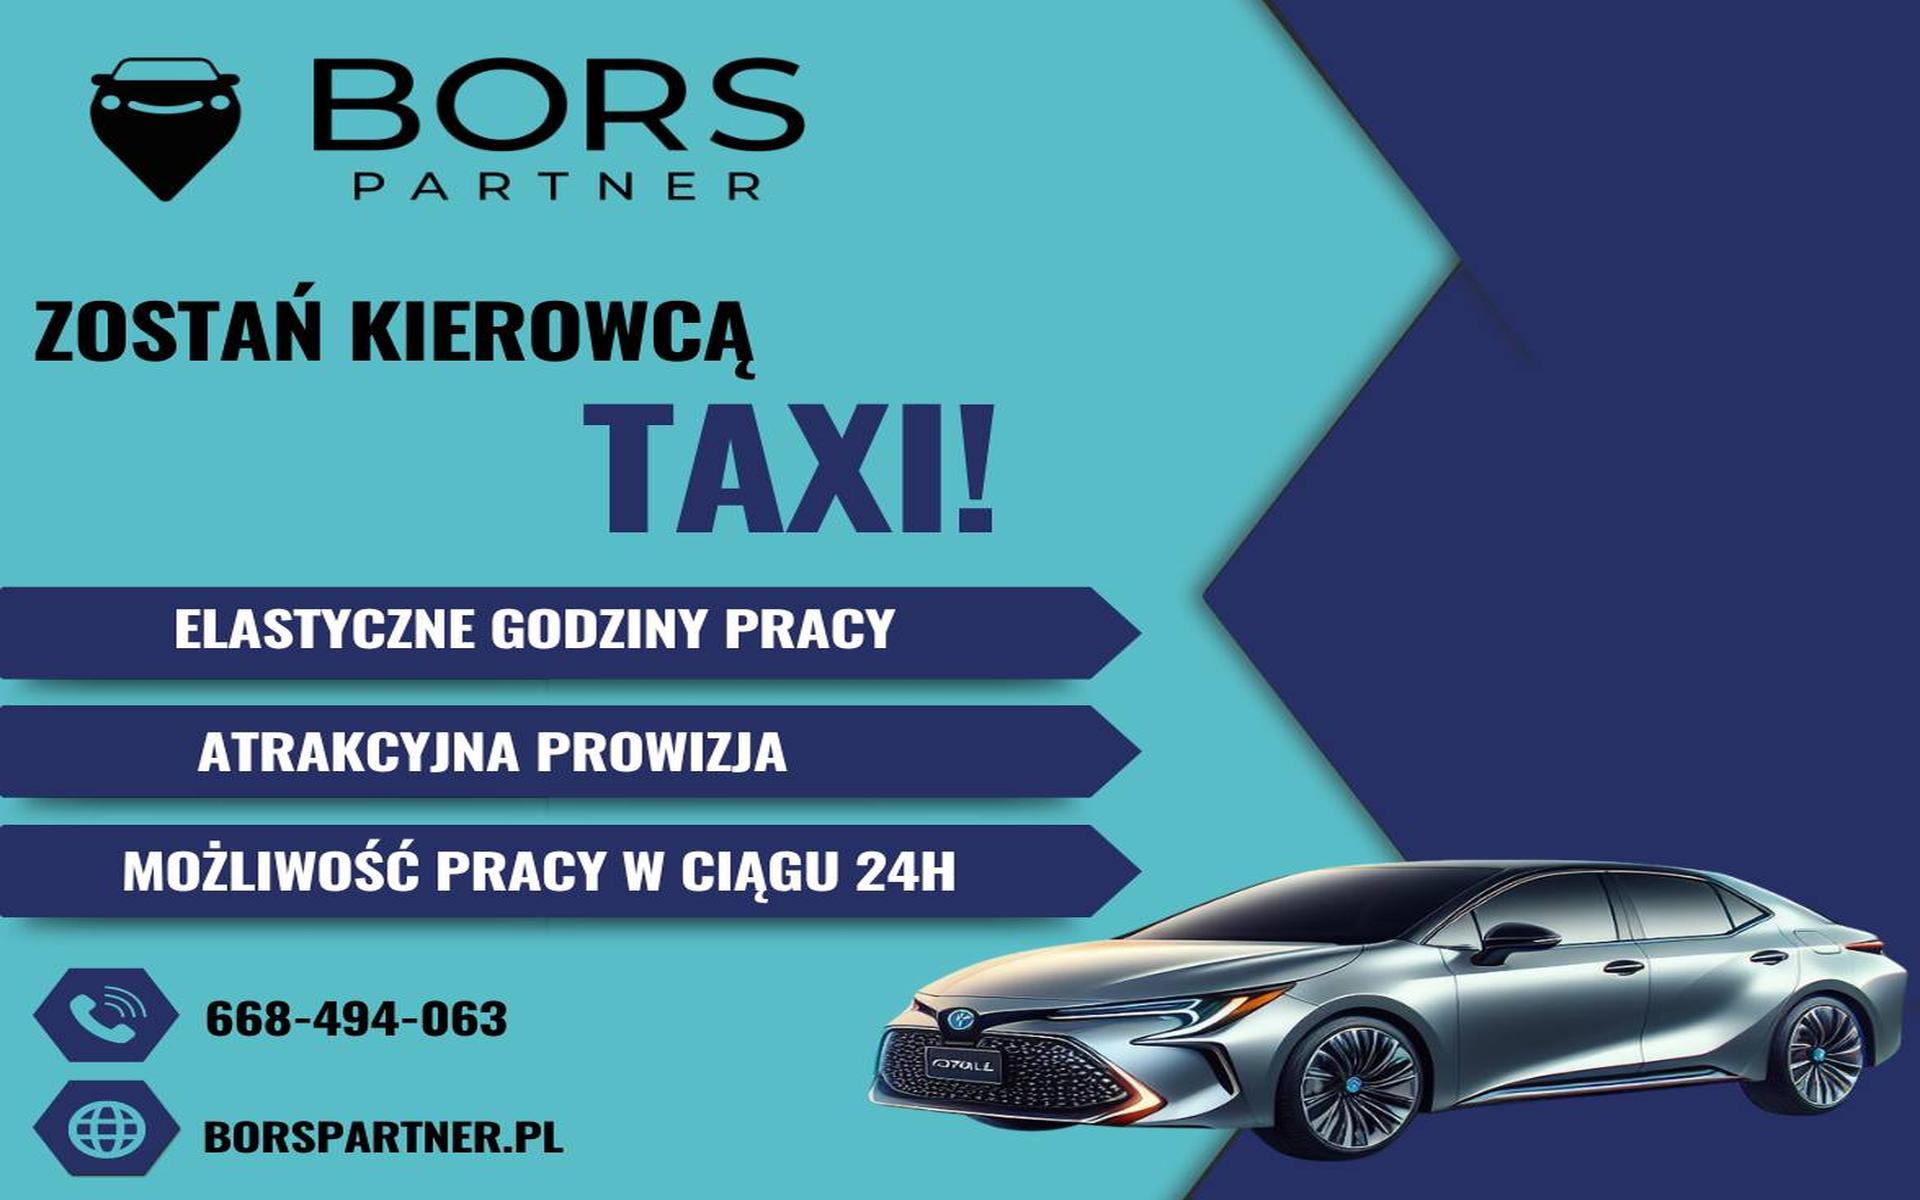 BORS
PARTNER
ZOSTAŃ KIEROWCĄ
TAXI!
ELASTYCZNE GODZINY PRACY
ATRAKCYJNA PROWIZJA
MOŻLIWOŚĆ PRACY W CIĄGU 24H
668-494-063
BORSPARTNER.PL